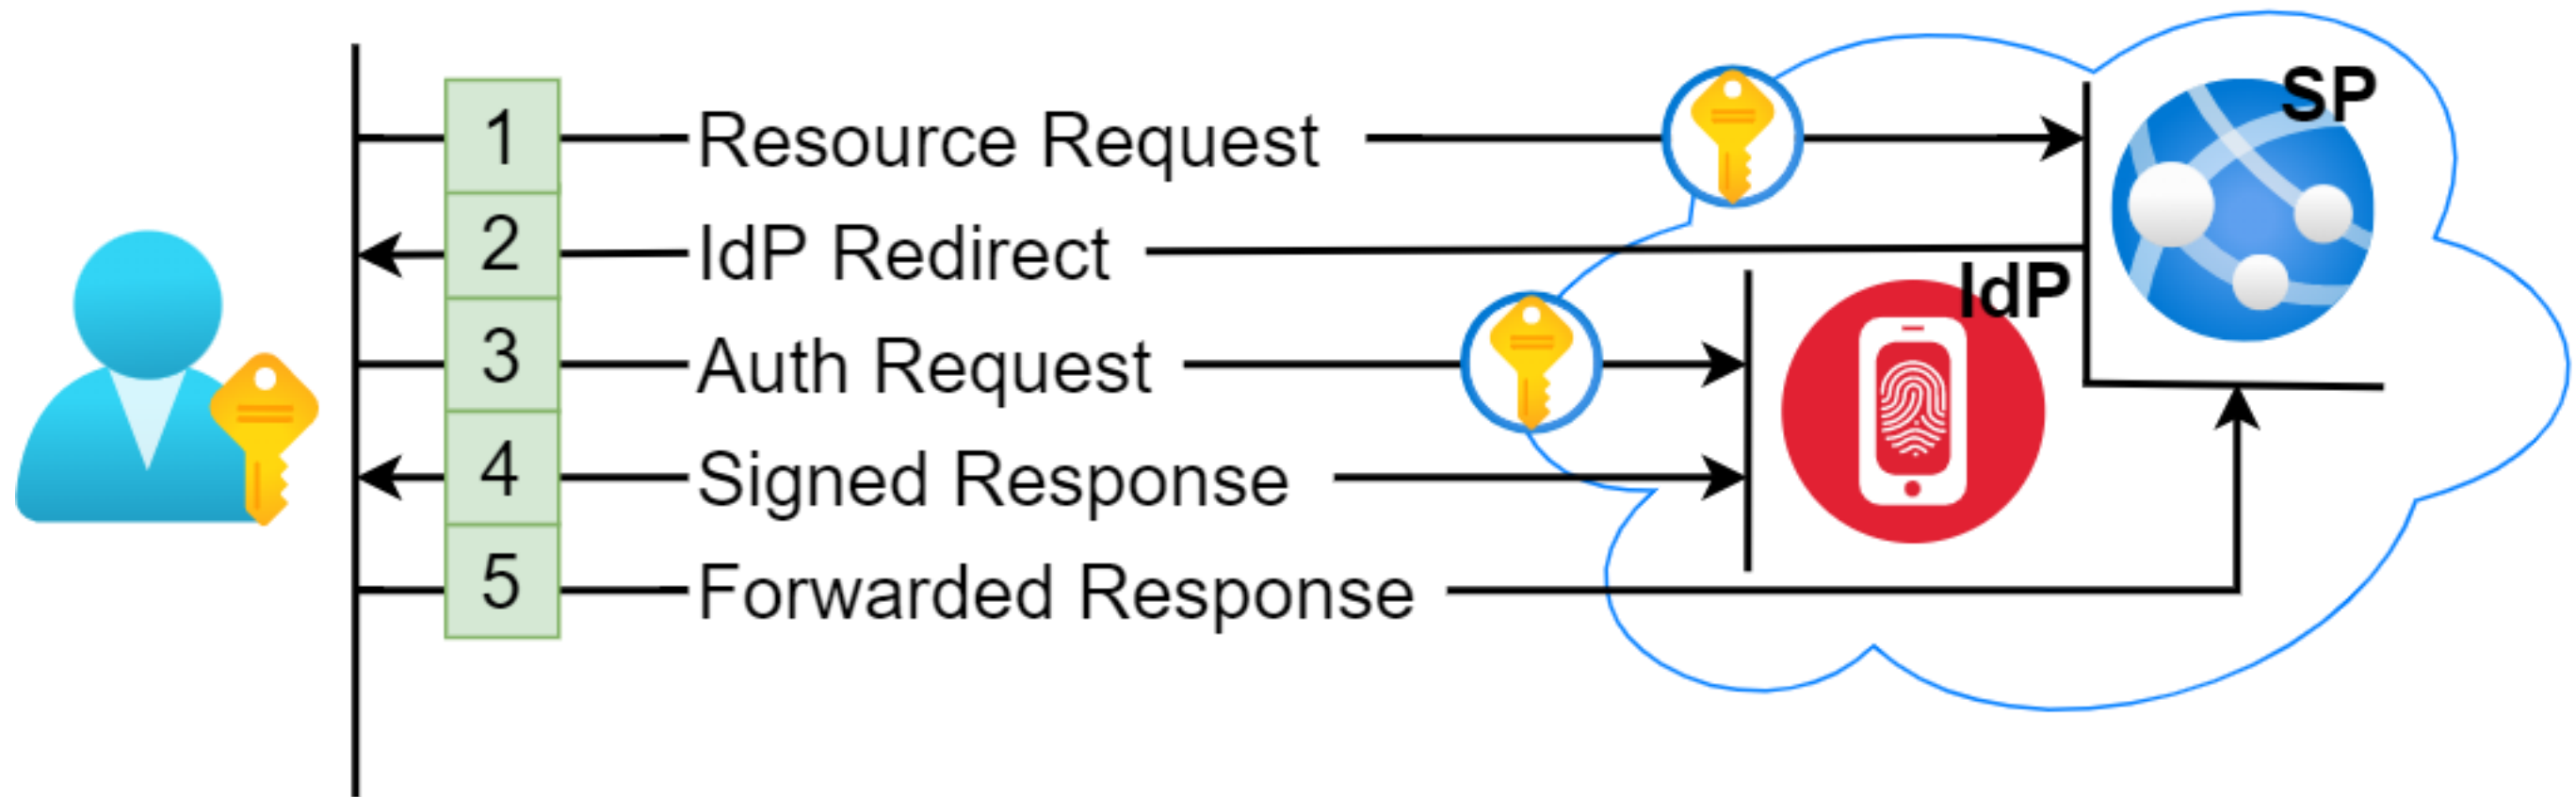 SP
1 Resource Request
2 IdP Redirect
IdP
3 Auth Request
4 Signed Response
5 Forwarded Response